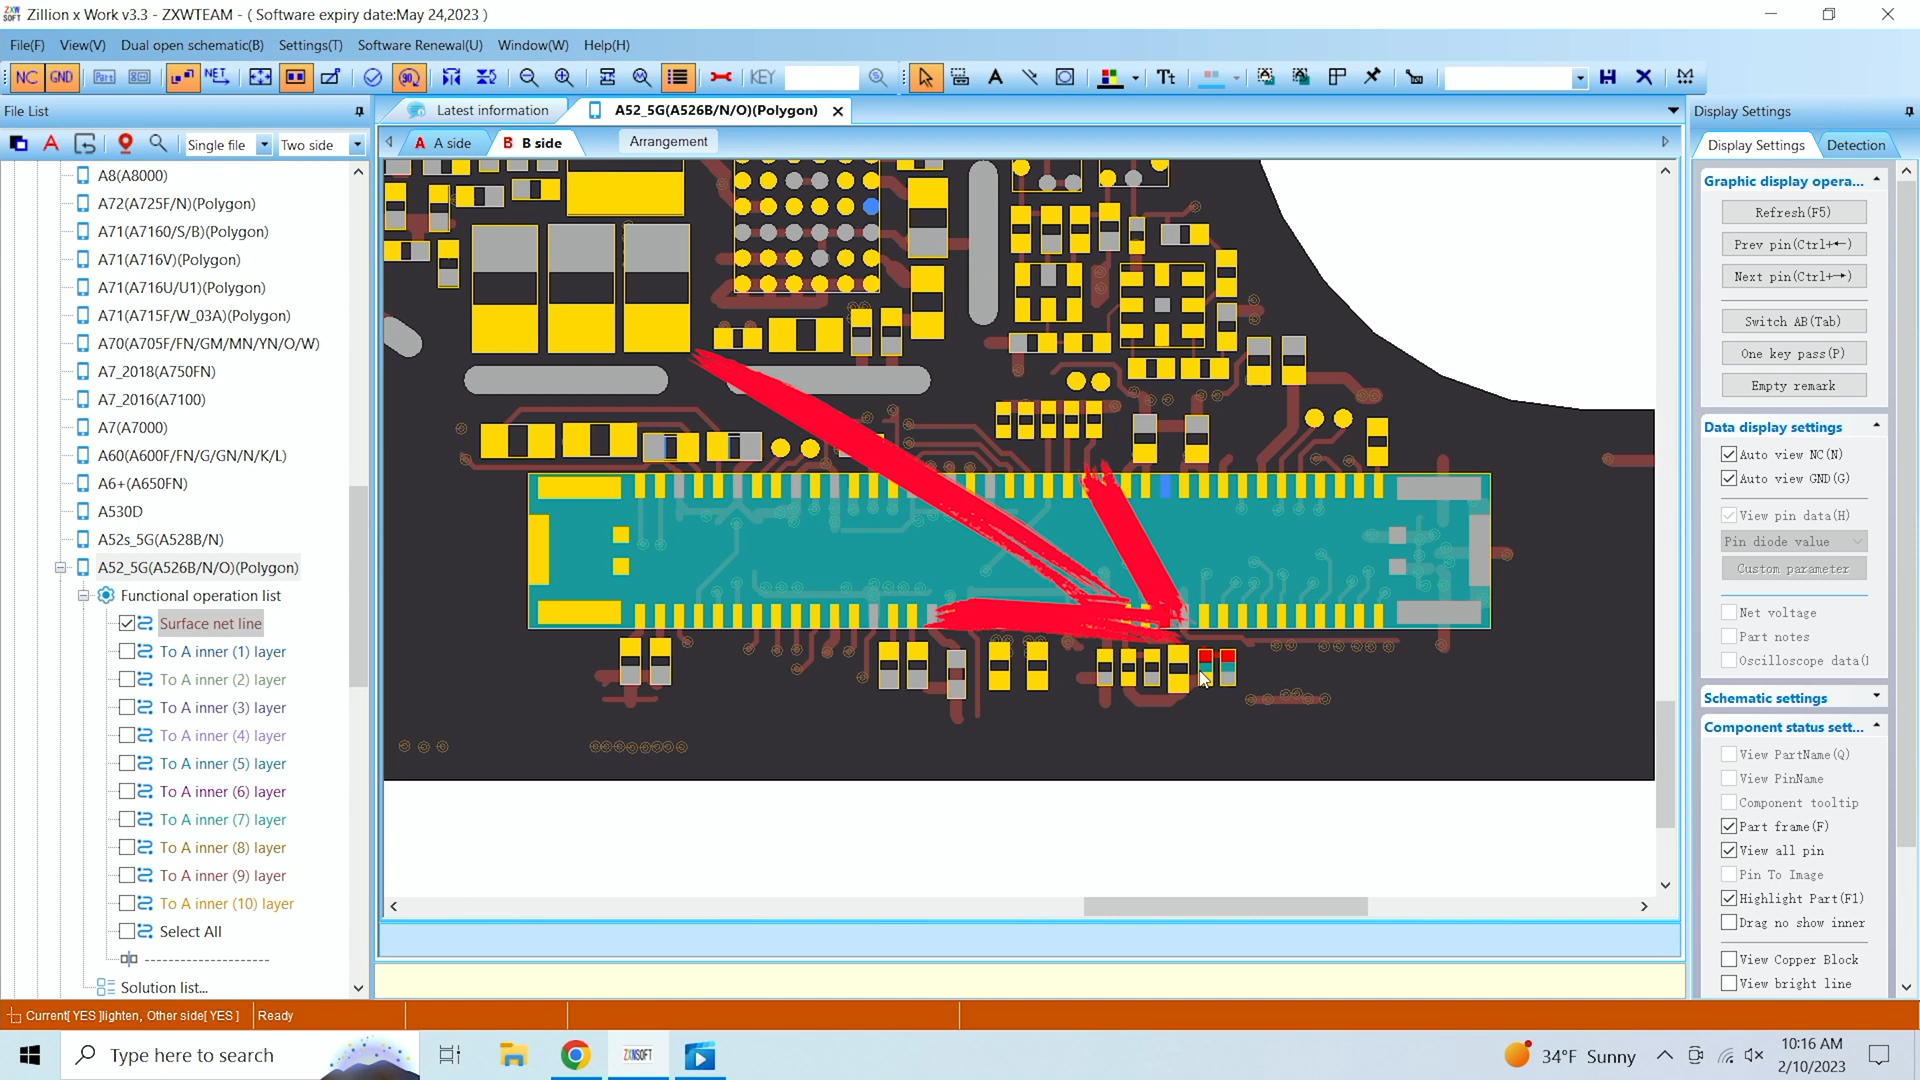 Zillion x Work v3.3 - ZXWTEAM - ( Software expiry date:May 24,2023 )
File(F) View(V) Dual open schematic(B) Settings(T) Software Renewal(U) Window(W) Help(H)
NC GND Part NET KEY A Tt
File List
Latest information
A52_5G(A526B/N/O)(Polygon)
Display Settings
A Single file Two side
A A side B B side Arrangement
Display Settings Detection
A8(A8000)
A72(A725F/N)(Polygon)
A71(A7160/S/B)(Polygon)
A71(A716V)(Polygon)
A71(A716U/U1)(Polygon)
A71(A715F/W_03A)(Polygon)
A70(A705F/FN/GM/MN/YN/O/W)
A7_2018(A750FN)
A7_2016(A7100)
A7(A7000)
A60(A600F/FN/G/GN/N/K/L)
A6+(A650FN)
A530D
A52s_5G(A528B/N)
A52_5G(A526B/N/O)(Polygon)
Functional operation list
Surface net line
To A inner (1) layer
To A inner (2) layer
To A inner (3) layer
To A inner (4) layer
To A inner (5) layer
To A inner (6) layer
To A inner (7) layer
To A inner (8) layer
To A inner (9) layer
To A inner (10) layer
Select All
--------------------
Solution list...
Graphic display opera...
Refresh(F5)
Prev pin(Ctrl+←)
Next pin(Ctrl+→)
Switch AB(Tab)
One key pass(P)
Empty remark
Data display settings
Auto view NC(N)
Auto view GND(G)
View pin data(H)
Pin diode value
Custom parameter
Net voltage
Part notes
Oscilloscope data(I
Schematic settings
Component status sett...
View PartName(Q)
View PinName
Component tooltip
Part frame(F)
View all pin
Pin To Image
Highlight Part(F1)
Drag no show inner
View Copper Block
View bright line
Current[ YES ]lighten, Other side[ YES ] Ready
Type here to search
ZXWSOFT
34°F Sunny
10:16 AM
2/10/2023